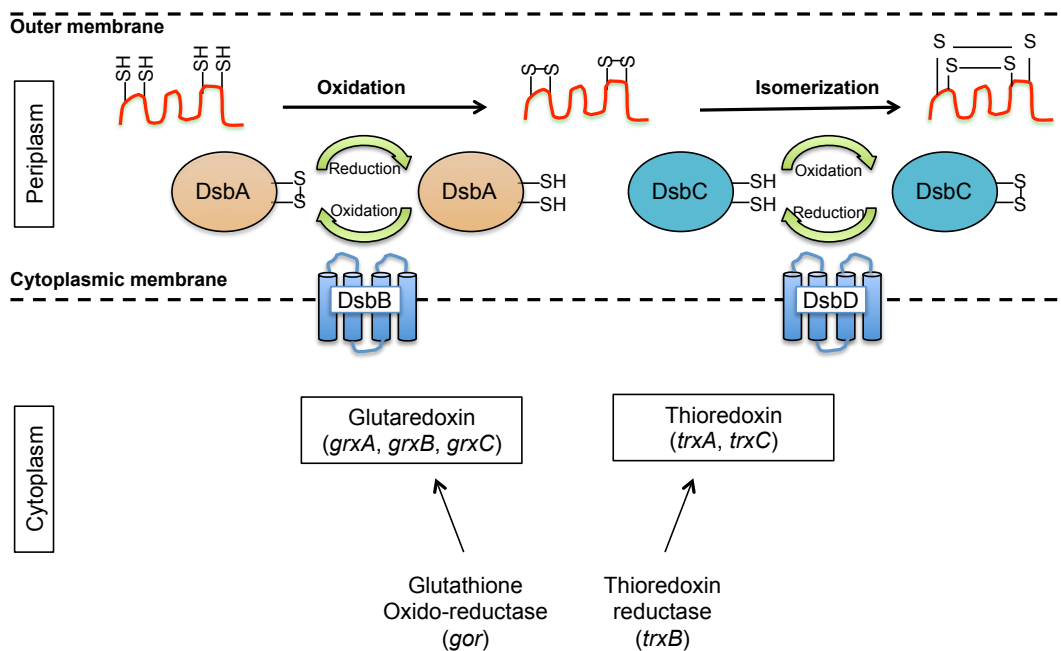 Outer membrane
SH
SH
SH
SH
Oxidation
S
S
S
S
Isomerization
S
S
S
S
Periplasm
DsbA
S
S
Reduction
Oxidation
DsbA
SH
SH
DsbC
SH
SH
Oxidation
Reduction
DsbC
S
S
Cytoplasmic membrane
DsbB
DsbD
Cytoplasm
Glutaredoxin
(grxA, grxB, grxC)
Thioredoxin
(trxA, trxC)
Glutathione
Oxido-reductase
(gor)
Thioredoxin
reductase
(trxB)